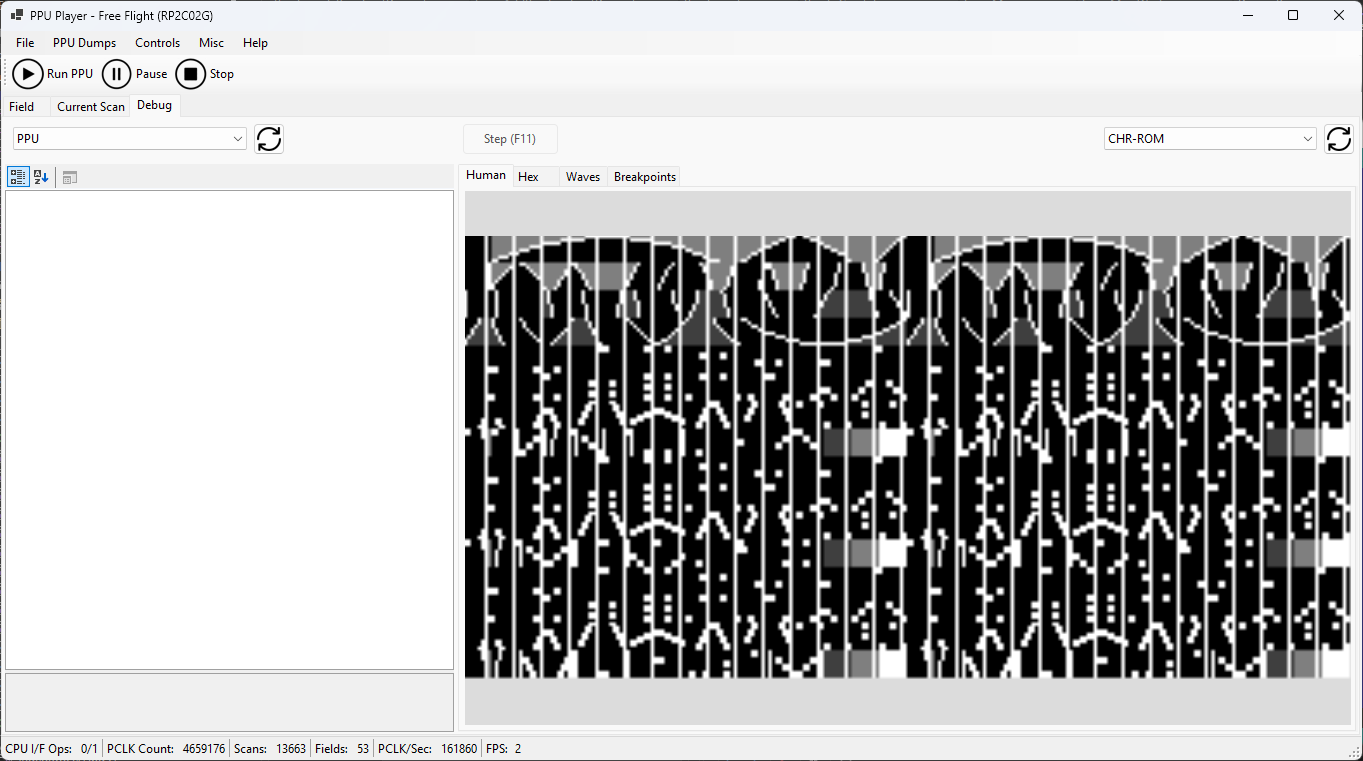 PPU Player - Free Flight (RP2C02G)
File PPU Dumps Controls Misc Help
Run PPU Pause Stop
Field Current Scan Debug
PPU Step (F11) CHR-ROM
Human Hex Waves Breakpoints
CPU I/F Ops: 0/1 PCLK Count: 4659176 Scans: 13663 Fields: 53 PCLK/Sec: 161860 FPS: 2